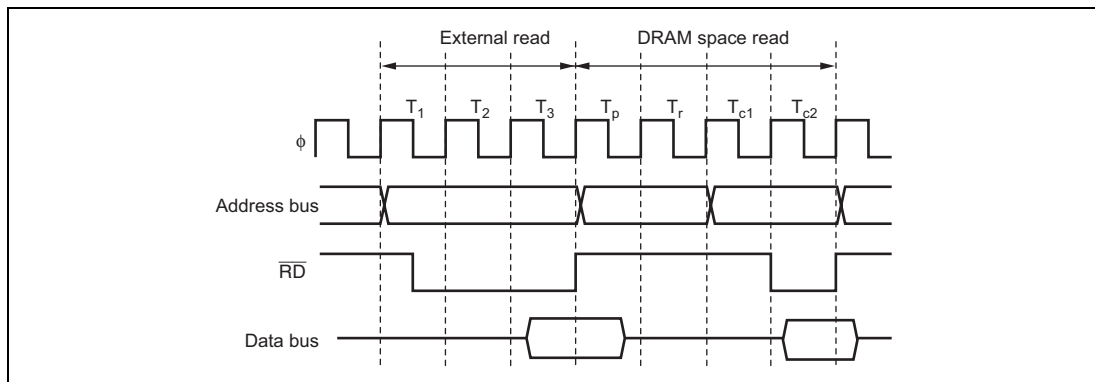 External read DRAM space read
T1 T2 T3 Tp Tr Tc1 Tc2
ϕ
Address bus
RD
Data bus